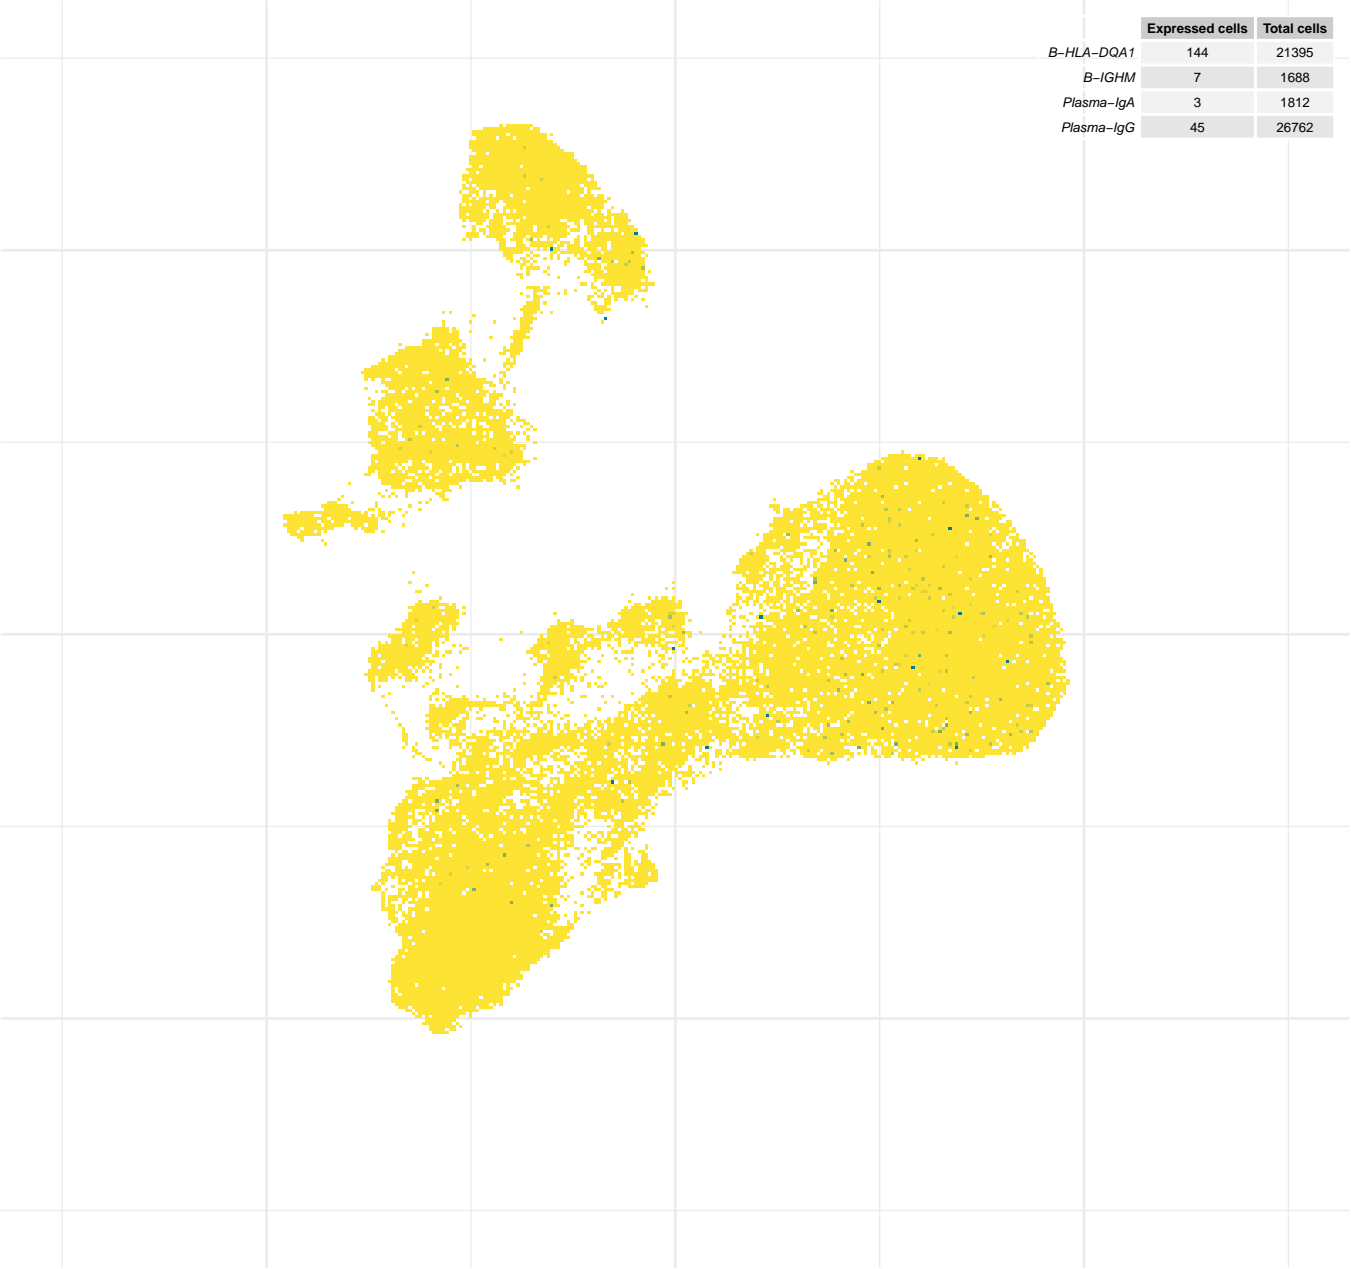 Expressed cells Total cells
B−HLA−DQA1 144 21395
B−IGHM 7 1688
Plasma−IgA 3 1812
Plasma−IgG 45 26762